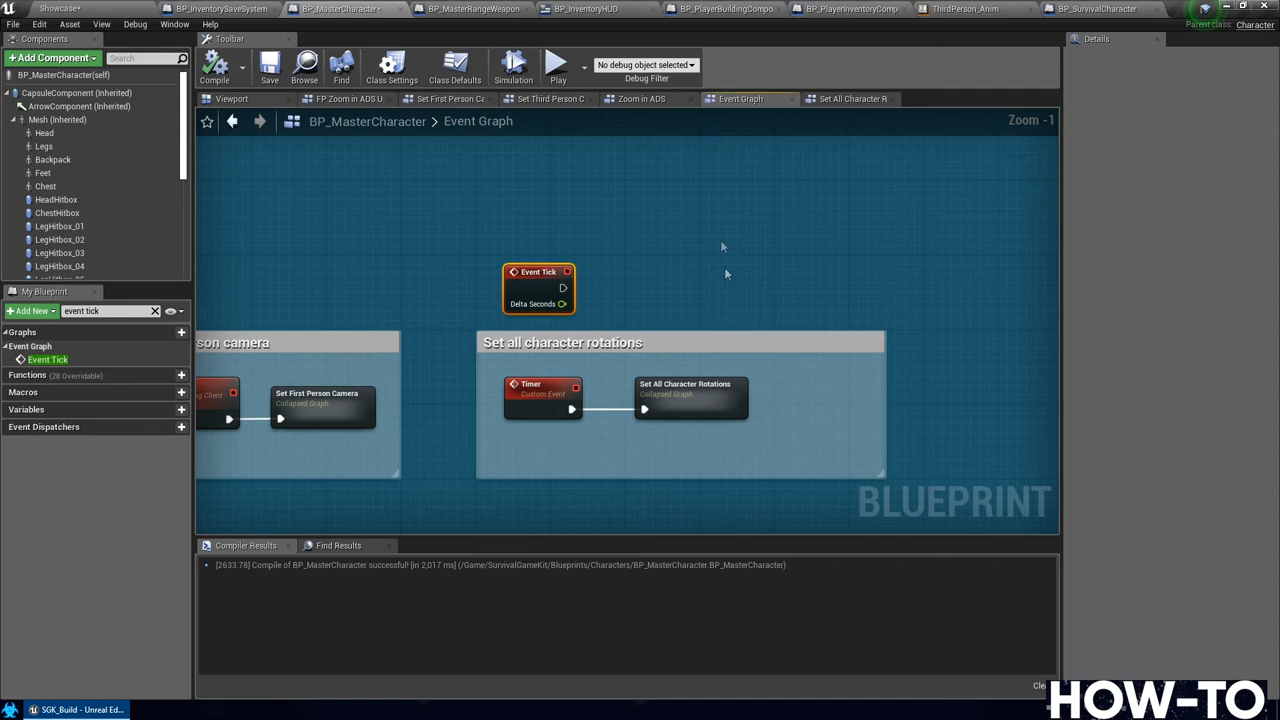 Showcase•
BP_InventorySaveSystem
BP_MasterCharacter*
BP_MasterRangeWeapon
BP_InventoryHUD
BP_PlayerBuildingCompo
BP_PlayerInventoryComp
ThirdPerson_Anim
BP_SurvivalCharacter
File Edit Asset View Debug Window Help
Parent class: Character
Components
Toolbar
Details
+Add Component
Search
BP_MasterCharacter(self)
CapsuleComponent (Inherited)
ArrowComponent (Inherited)
Mesh (Inherited)
Head
Legs
Backpack
Feet
Chest
HeadHitbox
ChestHitbox
LegHitbox_01
LegHitbox_02
LegHitbox_03
LegHitbox_04
Compile
Save
Browse
Find
Class Settings
Class Defaults
Simulation
Play
No debug object selected
Debug Filter
Viewport
FP Zoom in ADS U
Set First Person Ca
Set Third Person C
Zoom in ADS
Event Graph
Set All Character R
BP_MasterCharacter > Event Graph
Zoom -1
My Blueprint
+Add New
event tick
Graphs
Event Graph
Event Tick
Functions (28 Overridable)
Macros
Variables
Event Dispatchers
Event Tick
Delta Seconds
son camera
ng Client
Set First Person Camera
Collapsed Graph
Set all character rotations
Timer
Custom Event
Set All Character Rotations
Collapsed Graph
BLUEPRINT
Compiler Results
Find Results
[2633.78] Compile of BP_MasterCharacter successful! [in 2,017 ms] (/Game/SurvivalGameKit/Blueprints/Characters/BP_MasterCharacter.BP_MasterCharacter)
SGK_Build - Unreal Ed...
HOW-TO